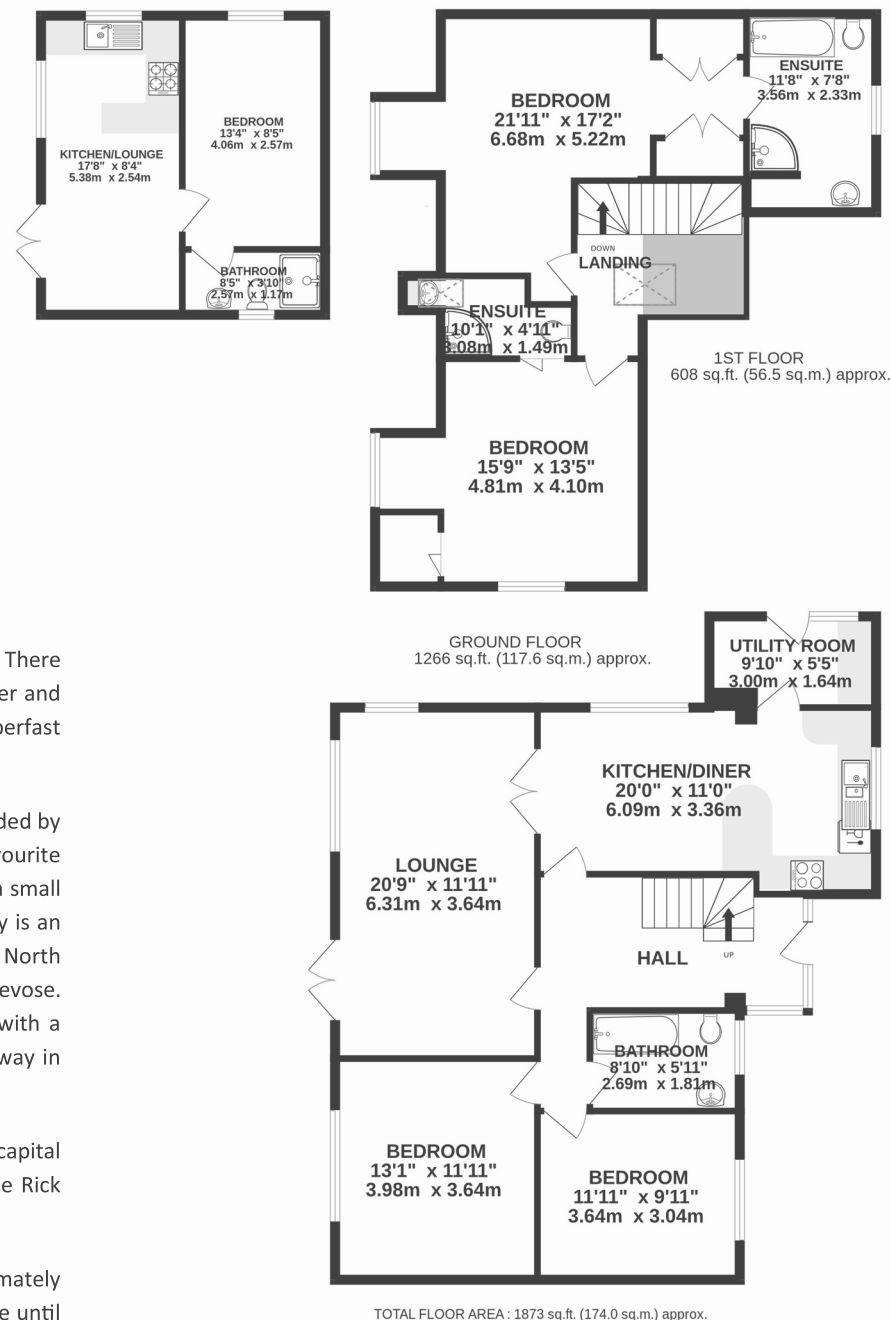 KITCHEN/LOUNGE
17'8" x 8'4"
5.38m x 2.54m
BEDROOM
13'4" x 8'5"
4.06m x 2.57m
BATHROOM
8'5" x 3'10"
2.57m x 1.17m
BEDROOM
21'11" x 17'2"
6.68m x 5.22m
ENSUITE
11'8" x 7'8"
3.56m x 2.33m
DOWN
LANDING
ENSUITE
10'1" x 4'11"
3.08m x 1.49m
1ST FLOOR
608 sq.ft. (56.5 sq.m.) approx.
BEDROOM
15'9" x 13'5"
4.81m x 4.10m
GROUND FLOOR
1266 sq.ft. (117.6 sq.m.) approx.
UTILITY ROOM
9'10" x 5'5"
3.00m x 1.64m
KITCHEN/DINER
20'0" x 11'0"
6.09m x 3.36m
LOUNGE
20'9" x 11'11"
6.31m x 3.64m
HALL
UP
BATHROOM
8'10" x 5'11"
2.69m x 1.81m
BEDROOM
13'1" x 11'11"
3.98m x 3.64m
BEDROOM
11'11" x 9'11"
3.64m x 3.04m
TOTAL FLOOR AREA : 1873 sq.ft. (174.0 sq.m.) approx.
There
er and
perfast
ded by
vourite
n small
y is an
North
evose.
with a
way in
capital
e Rick
mately
e until